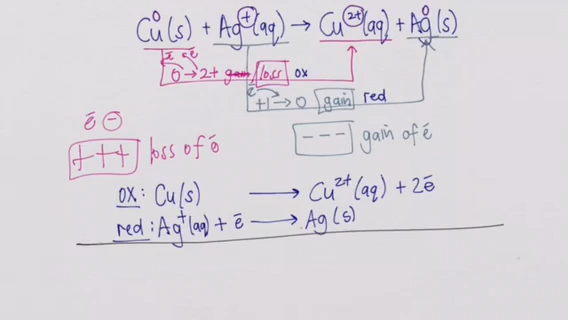 Cu⁰(s) + Ag⁺(aq) → Cu²⁺(aq) + Ag⁰(s)
ē ē
0 → 2+ loss ox
ē
+1 → 0 gain red
ē ⊖
+++ loss of ē
--- gain of ē
ox: Cu(s) → Cu²⁺(aq) + 2ē
red: Ag⁺(aq) + ē → Ag(s)